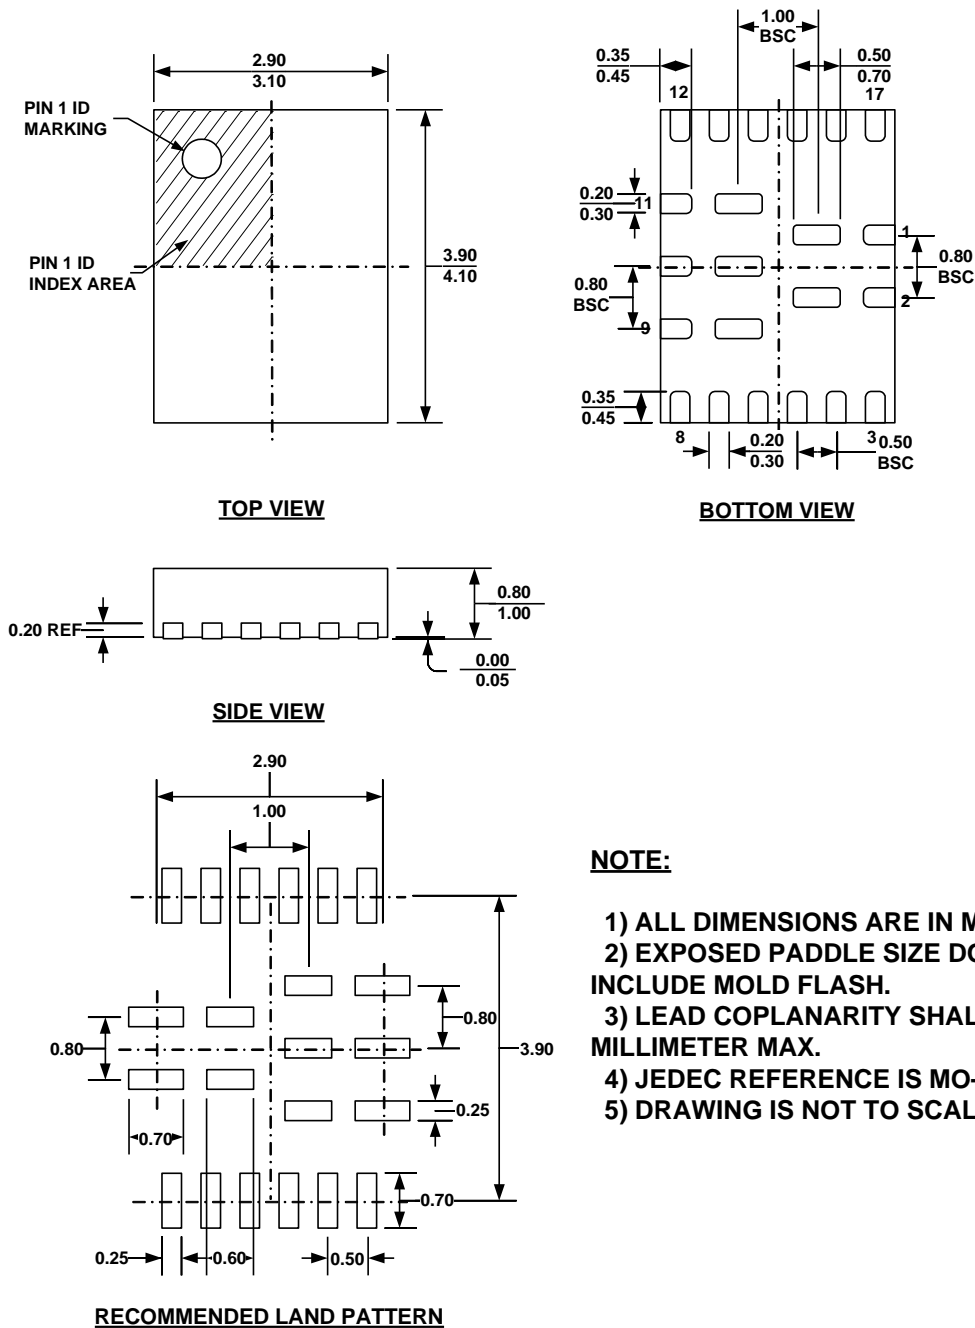 2.90
3.10
PIN 1 ID
MARKING
PIN 1 ID
INDEX AREA
3.90
4.10
TOP VIEW
1.00
BSC
0.35
0.45
0.50
0.70
12
17
0.20
0.30
11
1
0.80
BSC
0.80
BSC
2
9
0.35
0.45
8
0.20
0.30
3
0.50
BSC
BOTTOM VIEW
0.20 REF
0.80
1.00
0.00
0.05
SIDE VIEW
2.90
1.00
0.80
0.80
3.90
0.25
0.70
0.70
0.25
0.60
0.50
RECOMMENDED LAND PATTERN
NOTE:
1) ALL DIMENSIONS ARE IN M
2) EXPOSED PADDLE SIZE DO
INCLUDE MOLD FLASH.
3) LEAD COPLANARITY SHAL
MILLIMETER MAX.
4) JEDEC REFERENCE IS MO-
5) DRAWING IS NOT TO SCAL